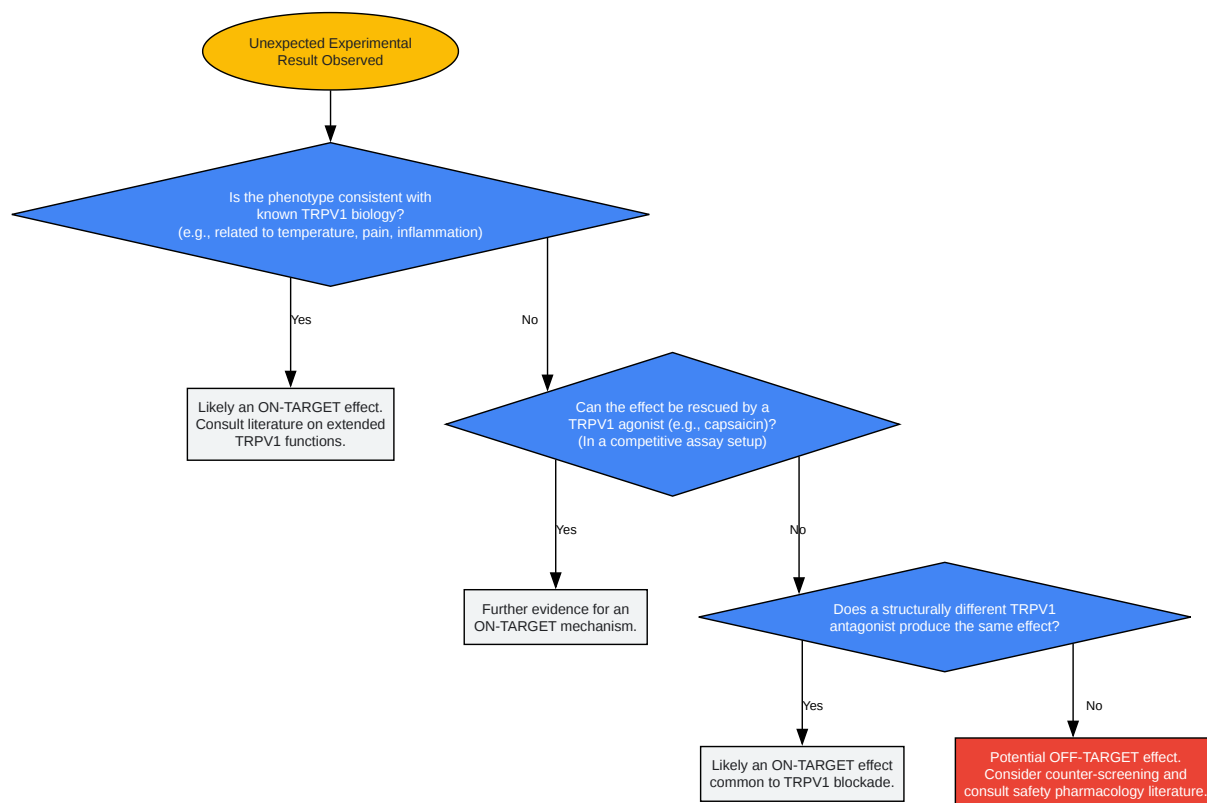 Unexpected Experimental
Result Observed
Is the phenotype consistent with
known TRPV1 biology?
(e.g., related to temperature, pain, inflammation)
Yes
No
Likely an ON-TARGET effect.
Consult literature on extended
TRPV1 functions.
Can the effect be rescued by a
TRPV1 agonist (e.g., capsaicin)?
(In a competitive assay setup)
Yes
No
Further evidence for an
ON-TARGET mechanism.
Does a structurally different TRPV1
antagonist produce the same effect?
Yes
No
Likely an ON-TARGET effect
common to TRPV1 blockade.
Potential OFF-TARGET effect.
Consider counter-screening and
consult safety pharmacology literature.